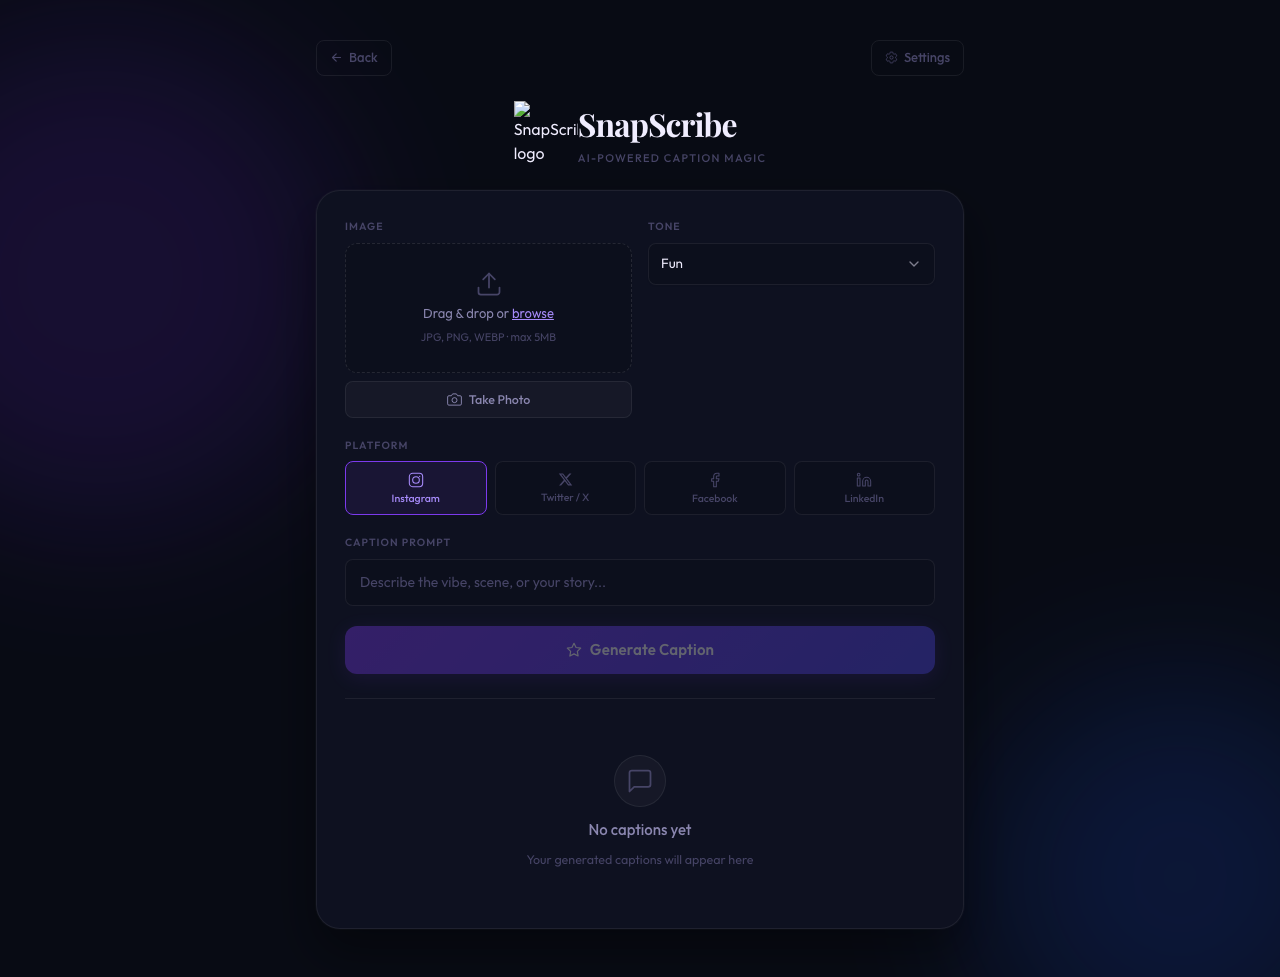 Back
Settings
SnapScri
logo
SnapScribe
AI-POWERED CAPTION MAGIC
IMAGE
TONE
Drag & drop or browse
JPG, PNG, WEBP · max 5MB
Fun
Take Photo
PLATFORM
Instagram
Twitter / X
Facebook
LinkedIn
CAPTION PROMPT
Describe the vibe, scene, or your story...
Generate Caption
No captions yet
Your generated captions will appear here